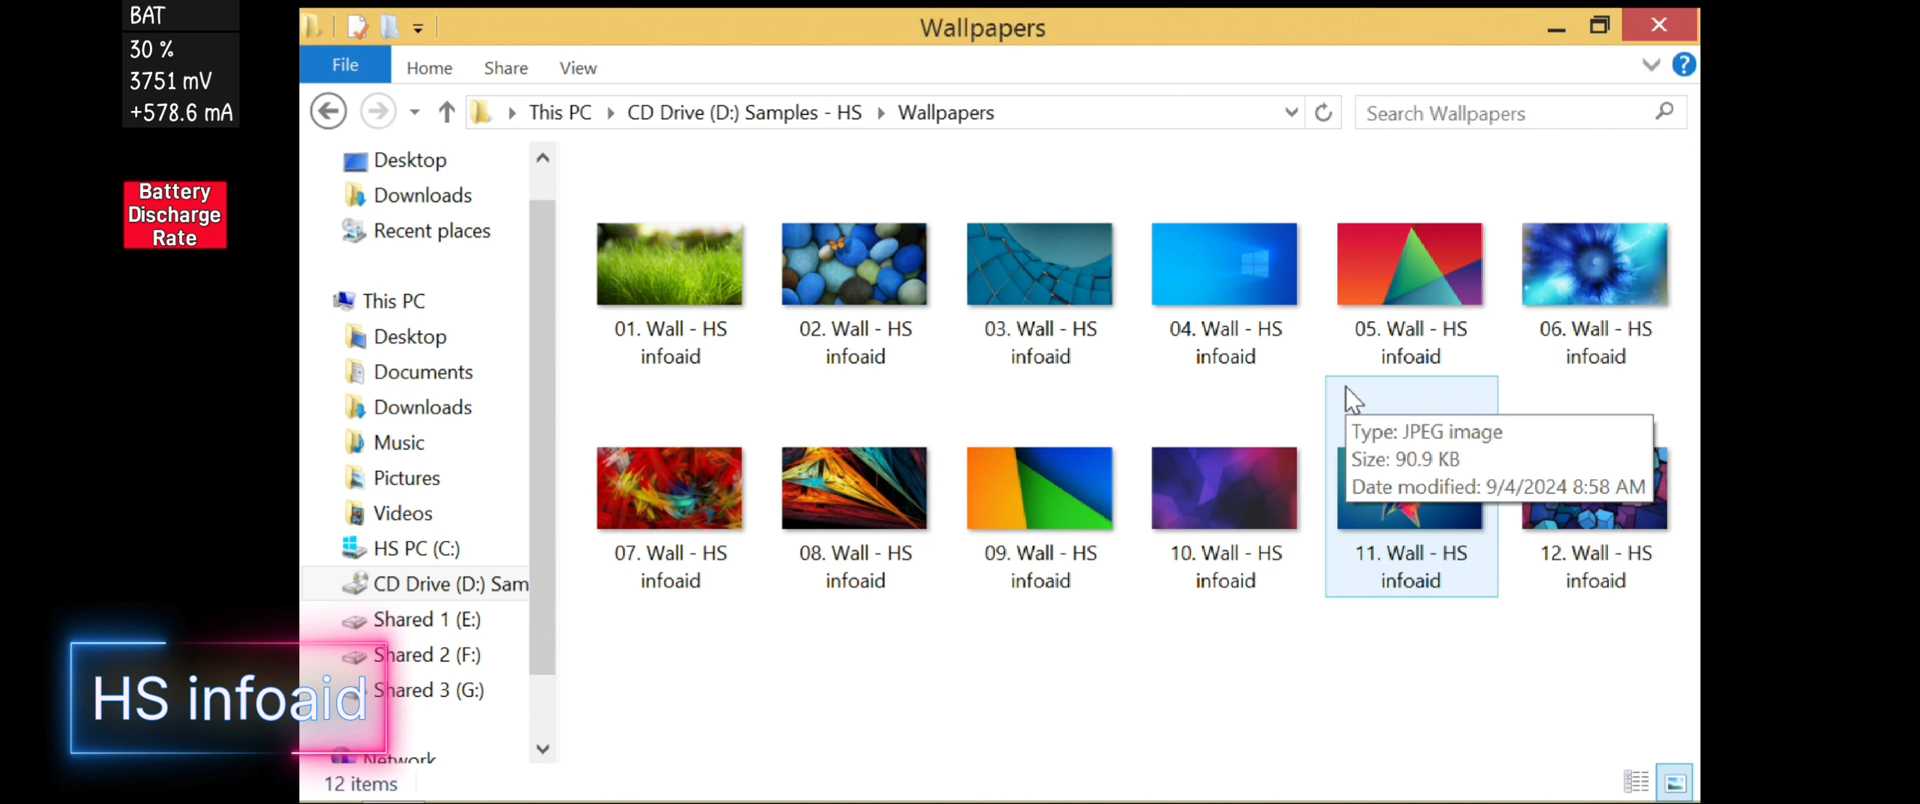 BAT
30 %
3751 mV
+578.6 mA
Battery
Discharge
Rate
Wallpapers
File Home Share View
This PC CD Drive (D:) Samples - HS Wallpapers
Search Wallpapers
Desktop
Downloads
Recent places
This PC
Desktop
Documents
Downloads
Music
Pictures
Videos
HS PC (C:)
CD Drive (D:) Sam
Shared 1 (E:)
Shared 2 (F:)
Shared 3 (G:)
Network
12 items
01. Wall - HS
infoaid
02. Wall - HS
infoaid
03. Wall - HS
infoaid
04. Wall - HS
infoaid
05. Wall - HS
infoaid
06. Wall - HS
infoaid
07. Wall - HS
infoaid
08. Wall - HS
infoaid
09. Wall - HS
infoaid
10. Wall - HS
infoaid
11. Wall - HS
infoaid
12. Wall - HS
infoaid
Type: JPEG image
Size: 90.9 KB
Date modified: 9/4/2024 8:58 AM
HS infoaid